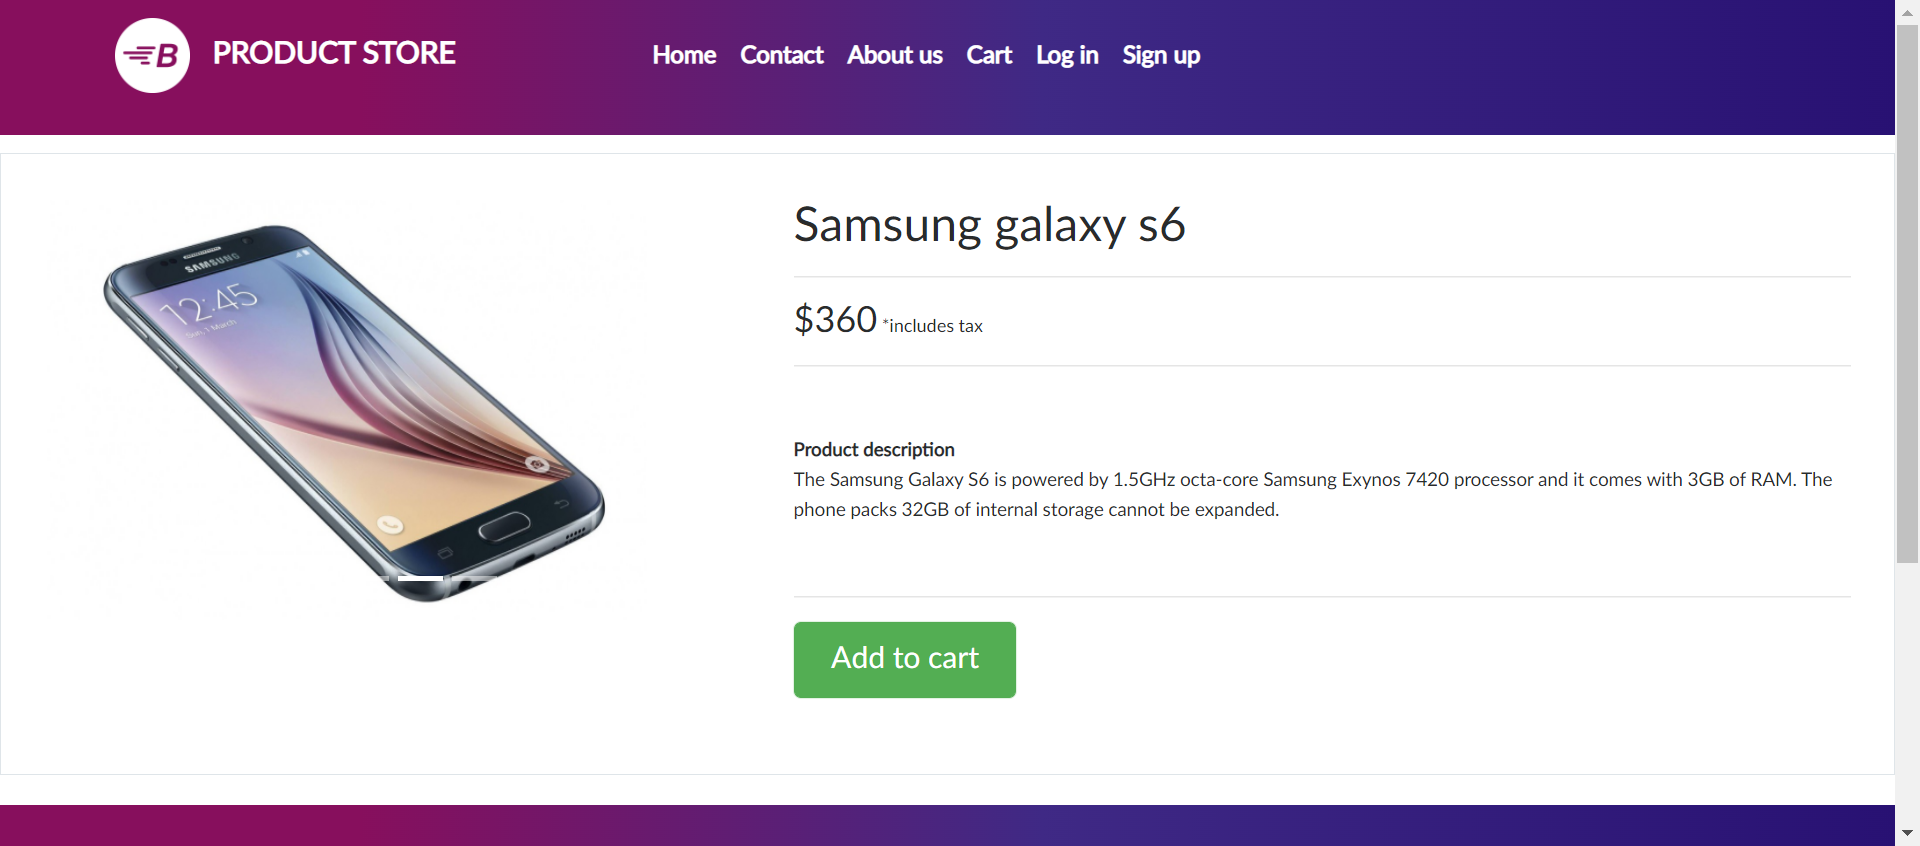 B PRODUCT STORE
Home Contact About us Cart Log in Sign up
SAMSUNG
12:45
Sun, 1 March
Samsung galaxy s6
$360 *includes tax
Product description
The Samsung Galaxy S6 is powered by 1.5GHz octa-core Samsung Exynos 7420 processor and it comes with 3GB of RAM. The
phone packs 32GB of internal storage cannot be expanded.
Add to cart